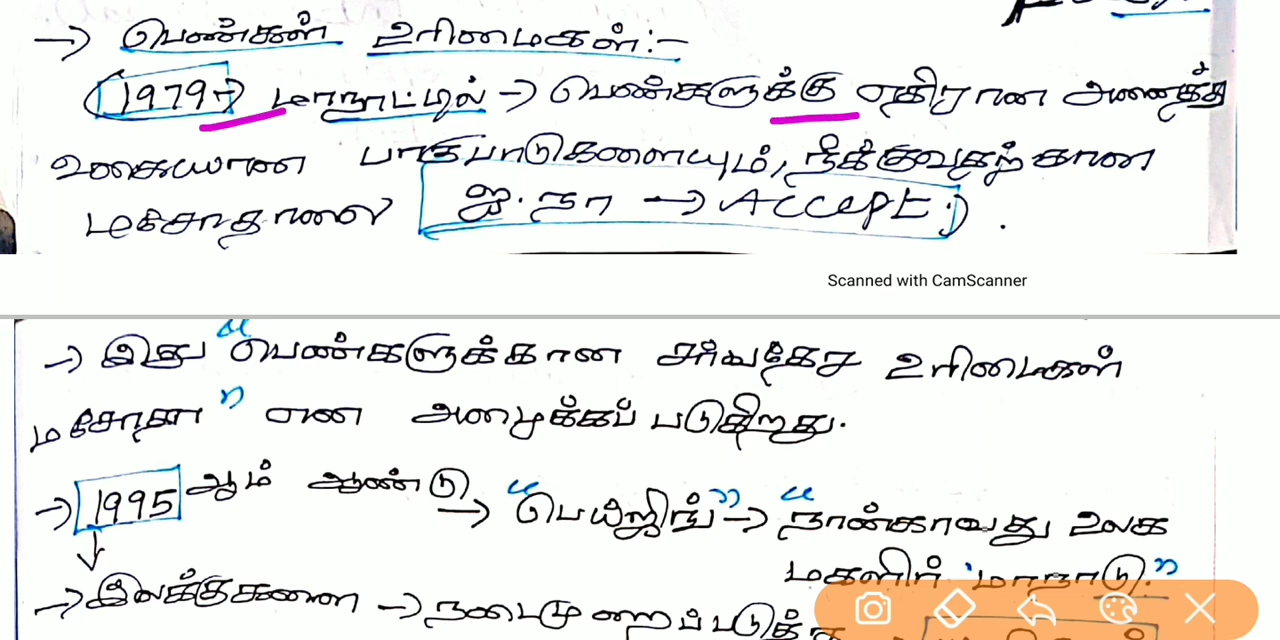 → பெண்கள் உரிமைகள்:-
(1979-) மாநாட்டில் → பெண்களுக்கு எதிரான அனைத்து
வகையான பாகுபாடுகளையும், நீக்குவதற்கான
மசோதாவை ஐ.நா → Accept.)
Scanned with CamScanner
→ இது "பெண்களுக்கான சர்வதேச உரிமைகள்
மசோதா" என அழைக்கப் படுகிறது.
→ 1995 ஆம் ஆண்டு → "பெய்ஜிங்" → "நான்காவது உலக
மகளிர் மாநாடு."
→ இலக்குகளை → நடைமுறைப்படுத்த